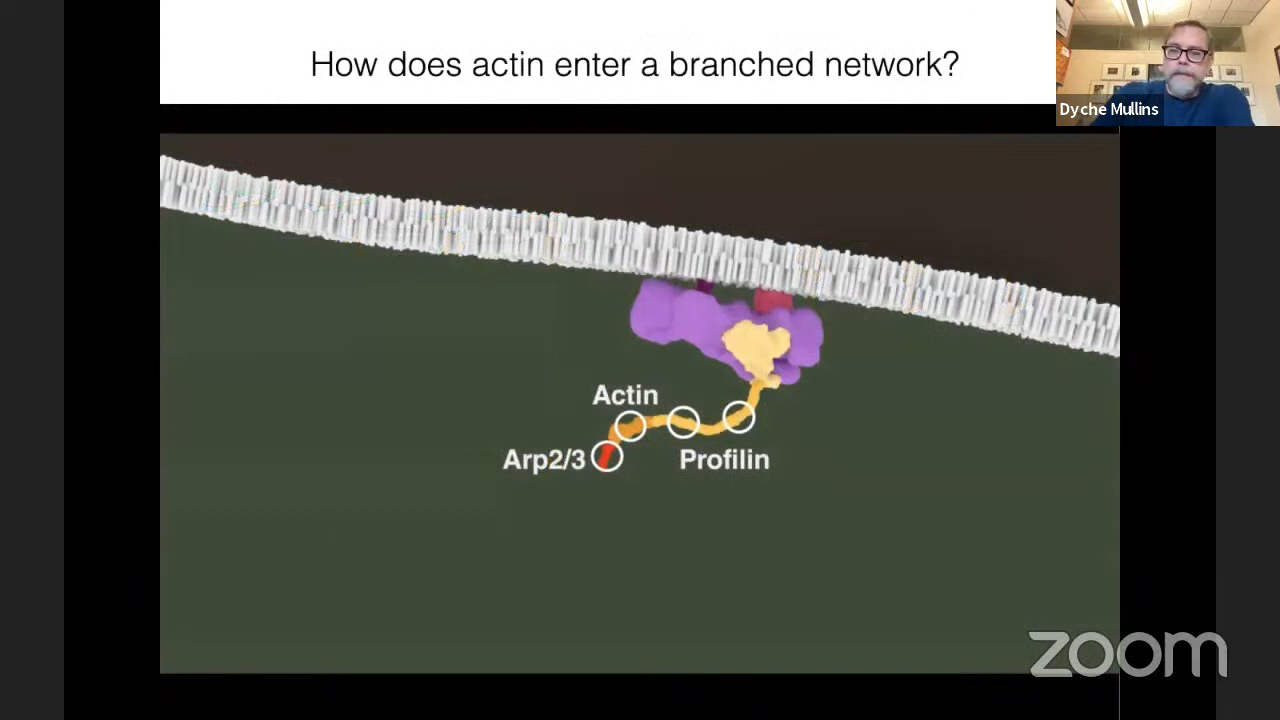 How does actin enter a branched network?
Dyche Mullins
Actin
Arp2/3
Profilin
zoom